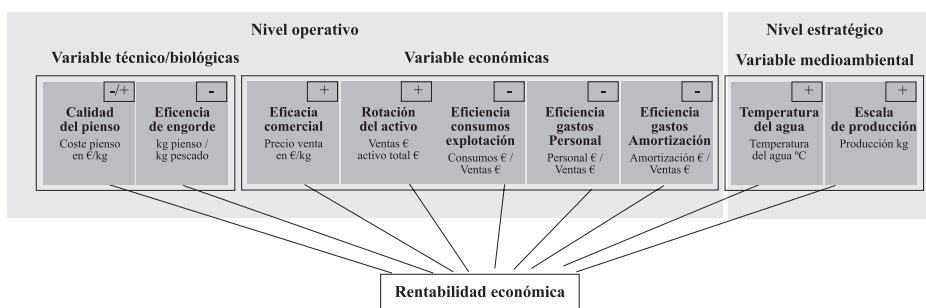 Nivel operativo
Nivel estratégico
Variable técnico/biológicas
Variable económicas
Variable medioambiental
-/+
Calidad
del pienso
Coste pienso
en €/kg
-
Eficencia
de engorde
kg pienso /
kg pescado
+
Eficacia
comercial
Precio venta
en €/kg
+
Rotación
del activo
Ventas €
activo total €
-
Eficiencia
consumos
explotación
Consumos € /
Ventas €
-
Eficiencia
gastos
Personal
Personal € /
Ventas €
-
Eficiencia
gastos
Amortización
Amortización € /
Ventas €
+
Temperatura
del agua
Temperatura
del agua ºC
+
Escala
de producción
Producción kg
Rentabilidad económica